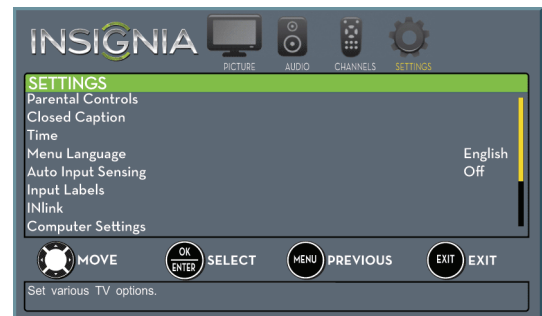 INSIGNIA
PICTURE AUDIO CHANNELS SETTINGS
SETTINGS
Parental Controls
Closed Caption
Time
Menu Language English
Auto Input Sensing Off
Input Labels
INlink
Computer Settings
MOVE OK ENTER SELECT MENU PREVIOUS EXIT EXIT
Set various TV options.